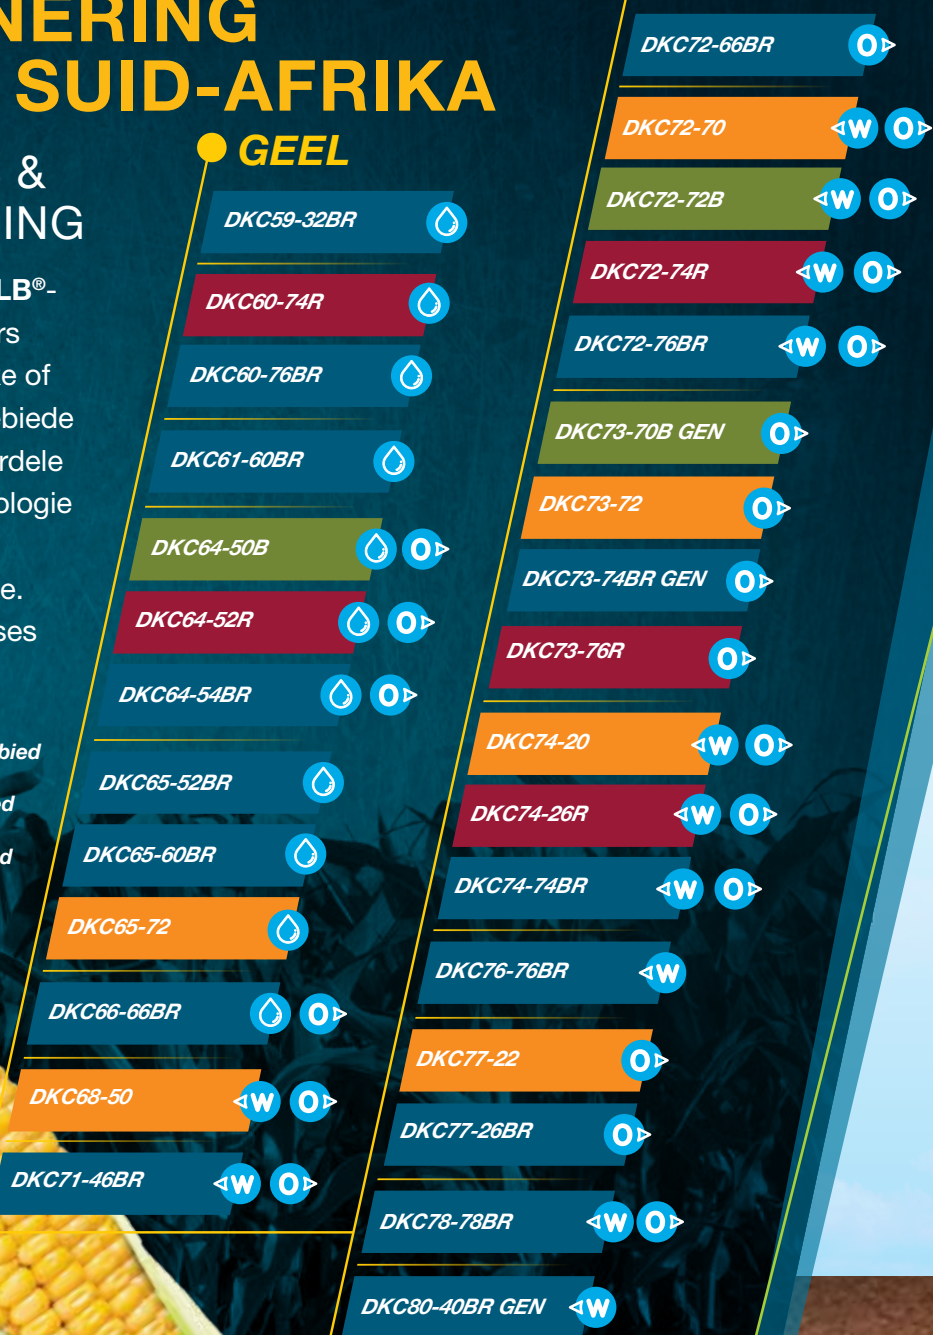 NERING
SUID-AFRIKA
&
ING
LB®-
rs
e of
biede
rdele
ologie
e.
ses
bied
d
d
GEEL
DKC59-32BR
DKC60-74R
DKC60-76BR
DKC61-60BR
DKC64-50B O
DKC64-52R O
DKC64-54BR O
DKC65-52BR
DKC65-60BR
DKC65-72
DKC66-66BR O
DKC68-50 W O
DKC71-46BR W O
DKC72-66BR O
DKC72-70 W O
DKC72-72B W O
DKC72-74R W O
DKC72-76BR W O
DKC73-70B GEN O
DKC73-72 O
DKC73-74BR GEN O
DKC73-76R O
DKC74-20 W O
DKC74-26R W O
DKC74-74BR W O
DKC76-76BR W
DKC77-22 O
DKC77-26BR O
DKC78-78BR W O
DKC80-40BR GEN W